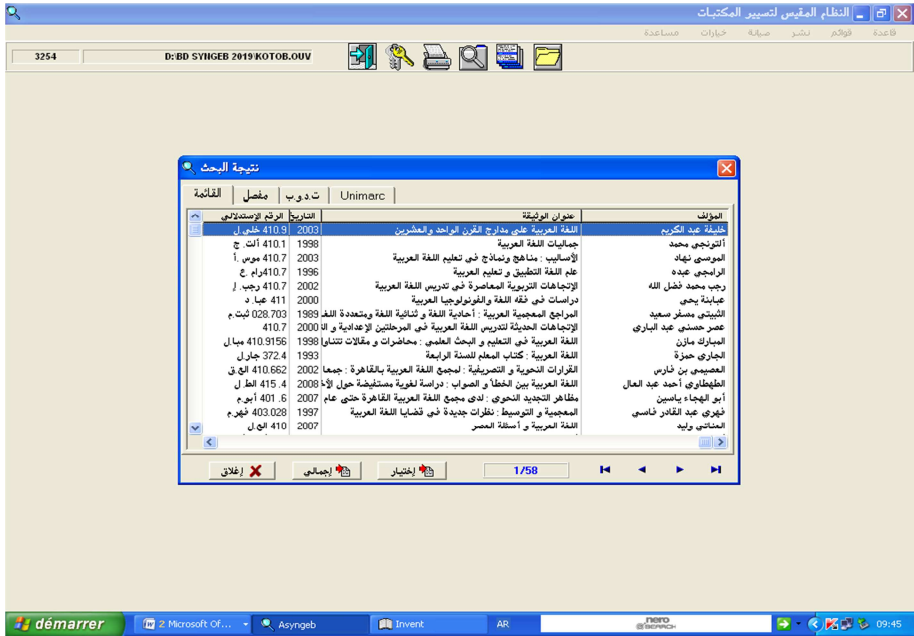 النظام المقيس لتسيير المكتبات
قاعدة قوائم نشر صيانة خيارات مساعدة
3254 D:\BD SYNGEB 2019\KOTOB.OUV
نتيجة البحث
القائمة مفصل ت.د.و.ب Unimarc
المؤلف عنوان الوثيقة التاريخ الرقم الإستدلالي
خليفة عبد الكريم اللغة العربية على مدارج القرن الواحد والعشرين 2003 410.9 خلي.ل
ألتونجي محمد جماليات اللغة العربية 1998 410.1 ألت. ج
الموسى نهاد الأساليب : مناهج ونماذج في تعليم اللغة العربية 2003 410.7 موس .أ
الراجحي عبده علم اللغة التطبيق و تعليم العربية 1996 410.7رام .ع
رجب محمد فضل الله الإتجاهات التربوية المعاصرة في تدريس اللغة العربية 2002 410.7 رجب. إ
عبابنة يحي دراسات في فقه اللغة والفونولوجيا العربية 2000 411 عبا. د
الثبيتي مسفر سعيد المراجع المعجمية العربية : أحادية اللغة و ثنائية اللغة ومتعددة اللغ 1989 028.703 ثبت.م
عصر حسني عبد الباري الإتجاهات الحديثة لتدريس اللغة العربية في المرحلتين الإعدادية و ال 2000 410.7
المبارك مازن اللغة العربية في التعليم و البحث العلمي : محاضرات و مقالات تتناو 1998 410.9156 مبا.ل
الجاري حمزة اللغة العربية : كتاب المعلم للسنة الرابعة 1993 372.4 جار.ل
العصيمي بن فارس القرارات النحوية و التصريفية : لمجمع اللغة العربية بالقاهرة : جمعا 2002 410.662 الع.ق
الطهطاوي أحمد عبد العال اللغة العربية بين الخطأ و الصواب : دراسة لغوية مستفيضة حول الأخ 2008 415 .4 الط.ل
أبو الهجاء ياسين مظاهر التجديد النحوي : لدى مجمع اللغة العربية القاهرة حتى عام 2007 401 .6 أبو.م
فهري عبد القادر فاسي المعجمية و التوسيط : نظرات جديدة في قضايا اللغة العربية 1997 403.028 فهر.م
العناتي وليد اللغة العربية و أسئلة العصر 2007 410 الع.ل
إغلاق إجمالي إختيار 1/58
démarrer 2 Microsoft Of... Asyngeb Invent AR nero SEARCH 09:45